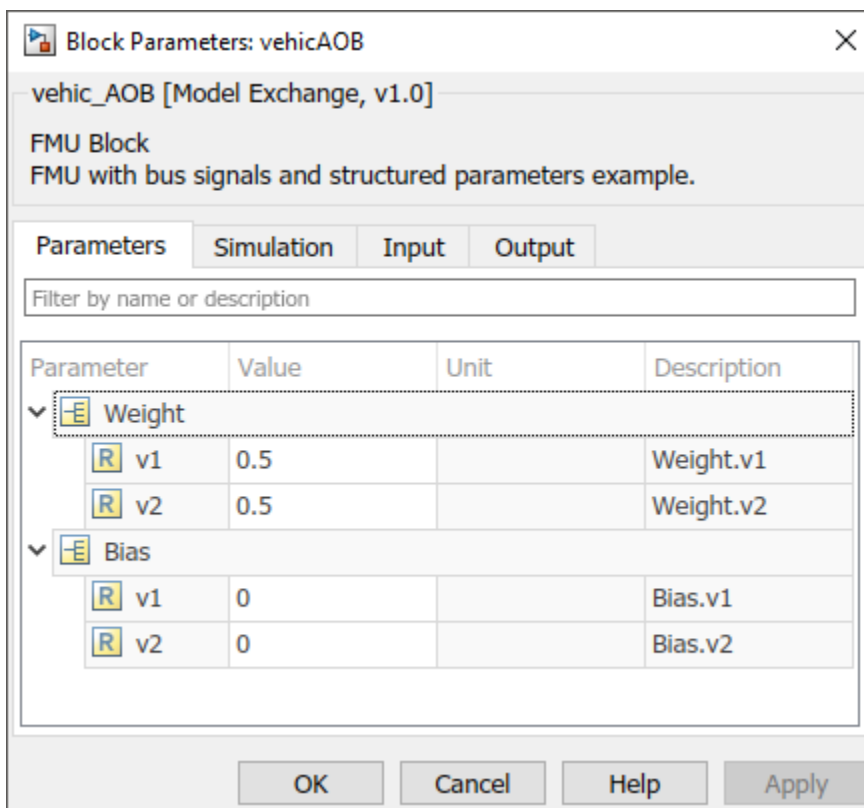 Block Parameters: vehicAOB
vehic_AOB [Model Exchange, v1.0]
FMU Block
FMU with bus signals and structured parameters example.
Parameters Simulation Input Output
Filter by name or description
Parameter Value Unit Description
Weight
R v1 0.5 Weight.v1
R v2 0.5 Weight.v2
Bias
R v1 0 Bias.v1
R v2 0 Bias.v2
OK Cancel Help Apply